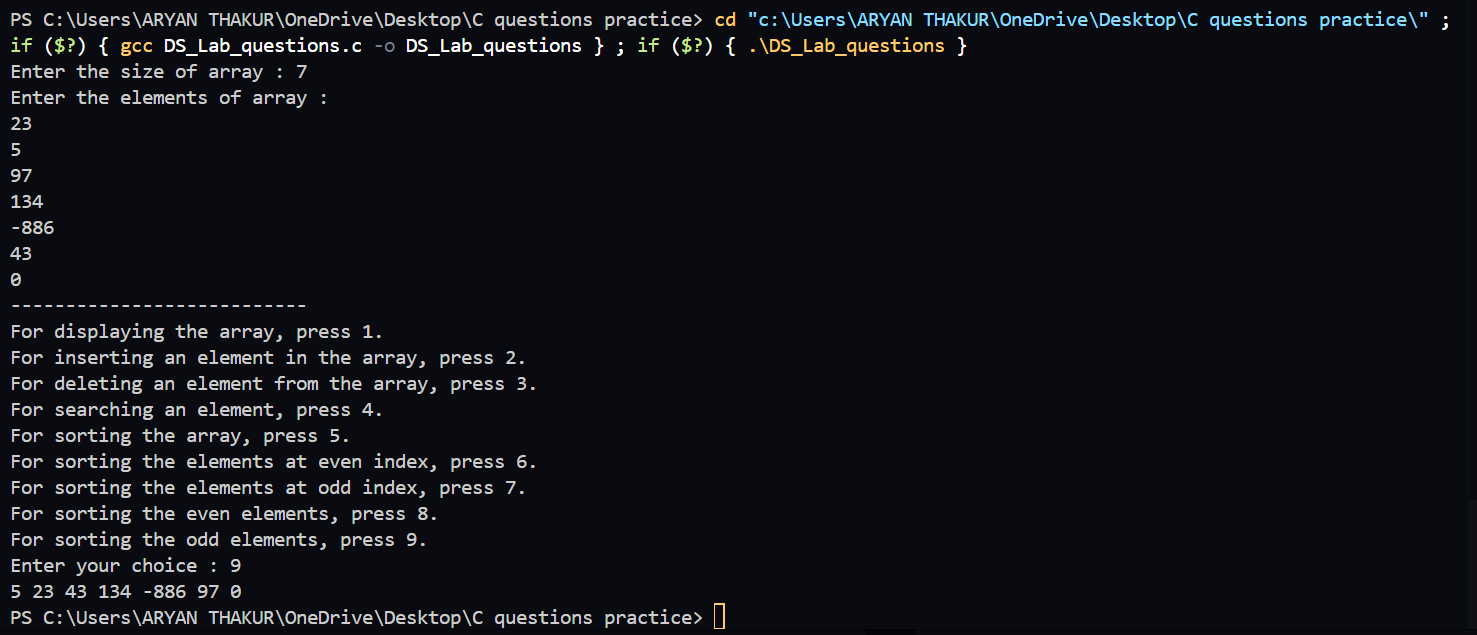 PS C:\Users\ARYAN THAKUR\OneDrive\Desktop\C questions practice> cd "c:\Users\ARYAN THAKUR\OneDrive\Desktop\C questions practice\" ;
if ($?) { gcc DS_Lab_questions.c -o DS_Lab_questions } ; if ($?) { .\DS_Lab_questions }
Enter the size of array : 7
Enter the elements of array :
23
5
97
134
-886
43
0
---------------------------
For displaying the array, press 1.
For inserting an element in the array, press 2.
For deleting an element from the array, press 3.
For searching an element, press 4.
For sorting the array, press 5.
For sorting the elements at even index, press 6.
For sorting the elements at odd index, press 7.
For sorting the even elements, press 8.
For sorting the odd elements, press 9.
Enter your choice : 9
5 23 43 134 -886 97 0
PS C:\Users\ARYAN THAKUR\OneDrive\Desktop\C questions practice>